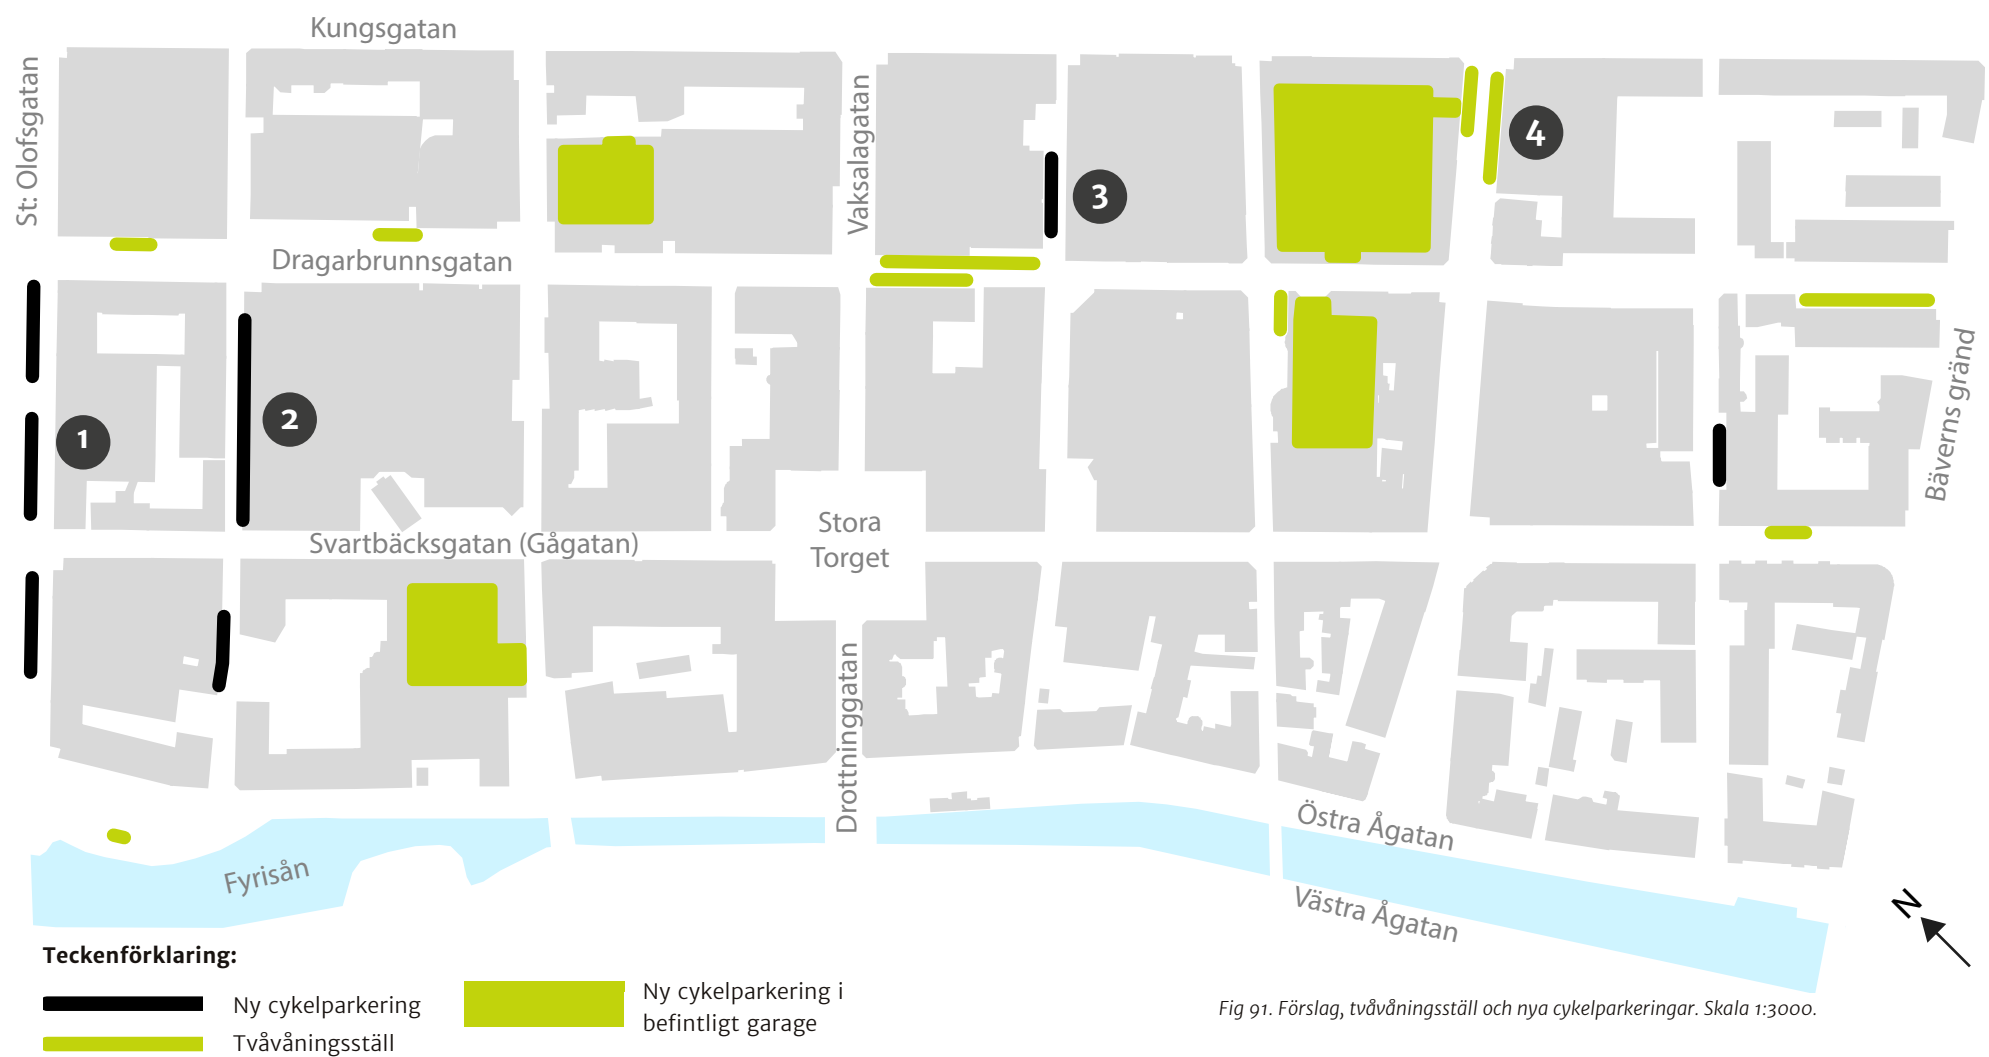 Kungsgatan
St: Olofsgatan
Vaksalagatan
4
3
Dragarbrunnsgatan
1
2
Bäverns gränd
Stora
Torget
Svartbäcksgatan (Gågatan)
Drottninggatan
Östra Ågatan
Fyrisån
Västra Ågatan
N
Teckenförklaring:
Ny cykelparkering
Tvåvåningsställ
Ny cykelparkering i
befintligt garage
Fig 91. Förslag, tvåvåningsställ och nya cykelparkeringar. Skala 1:3000.